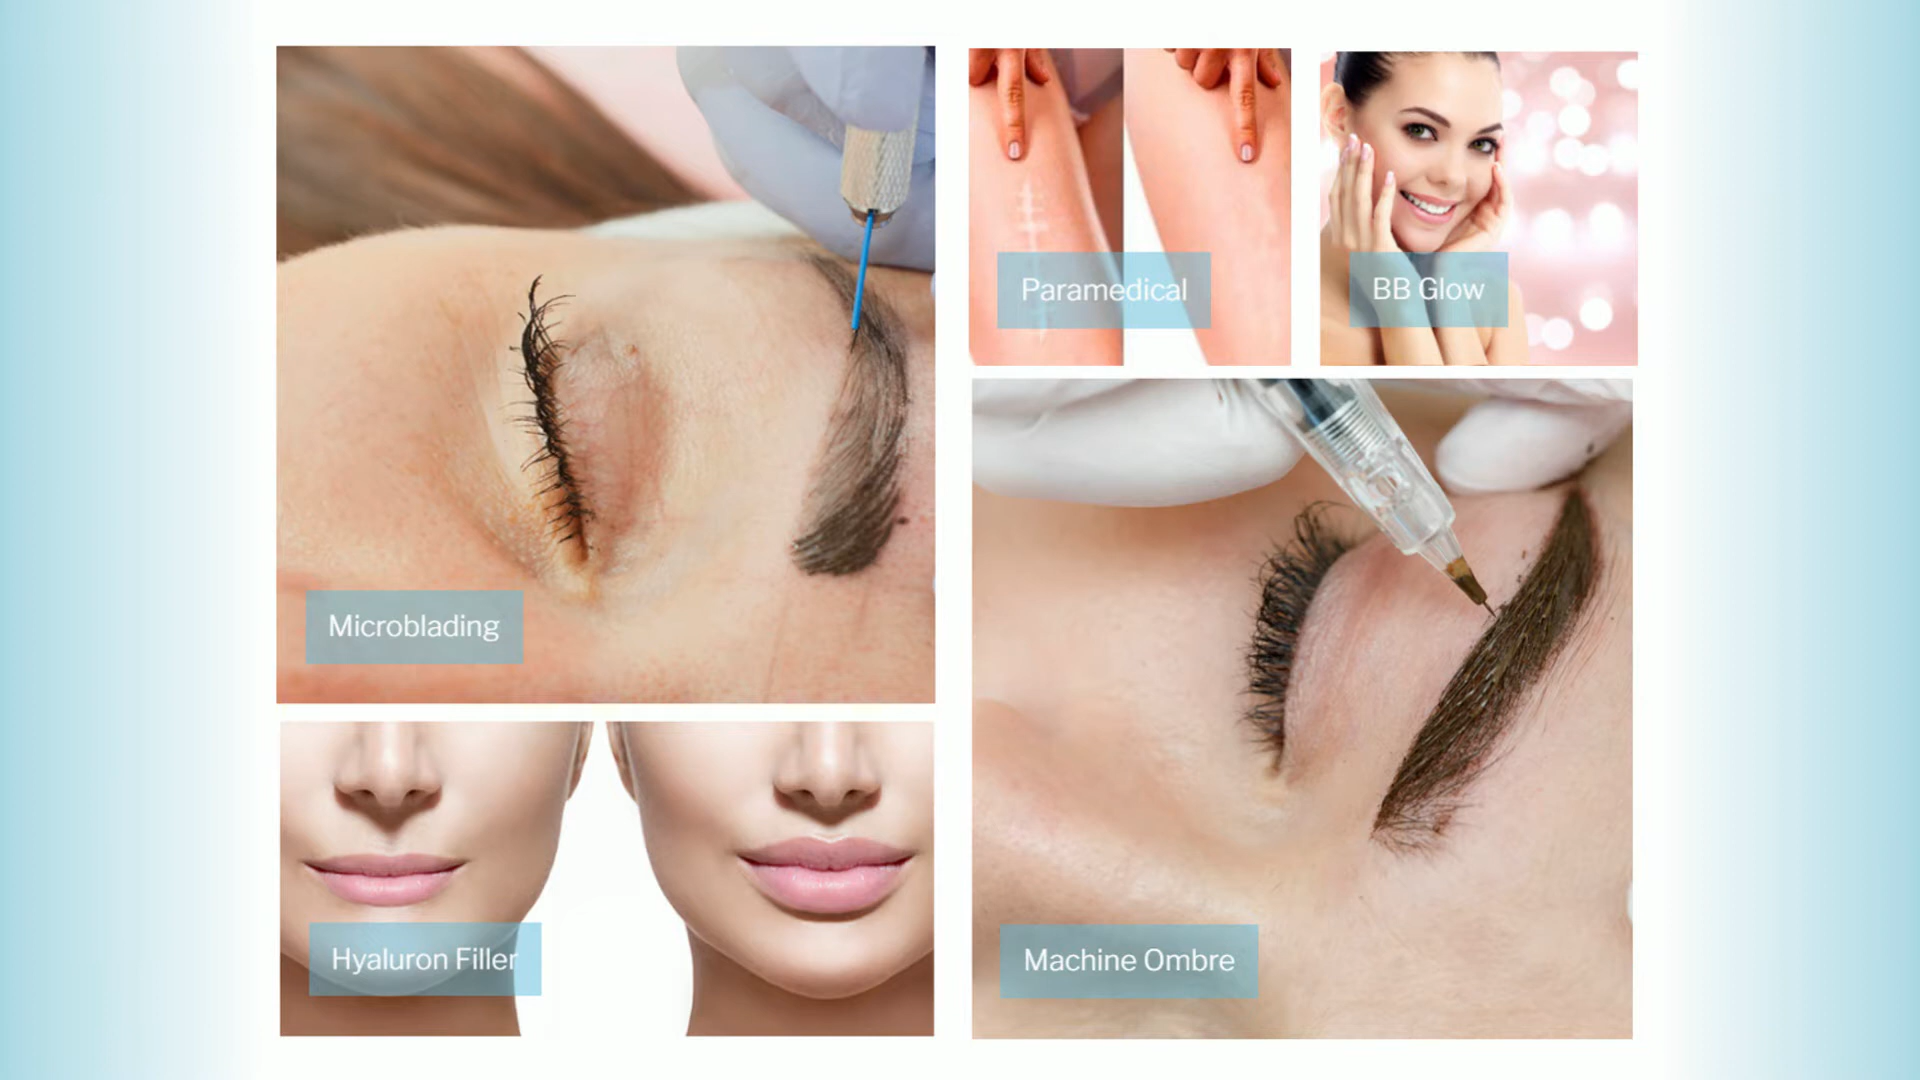 Microblading
Paramedical
BB Glow
Hyaluron Filler
Machine Ombre